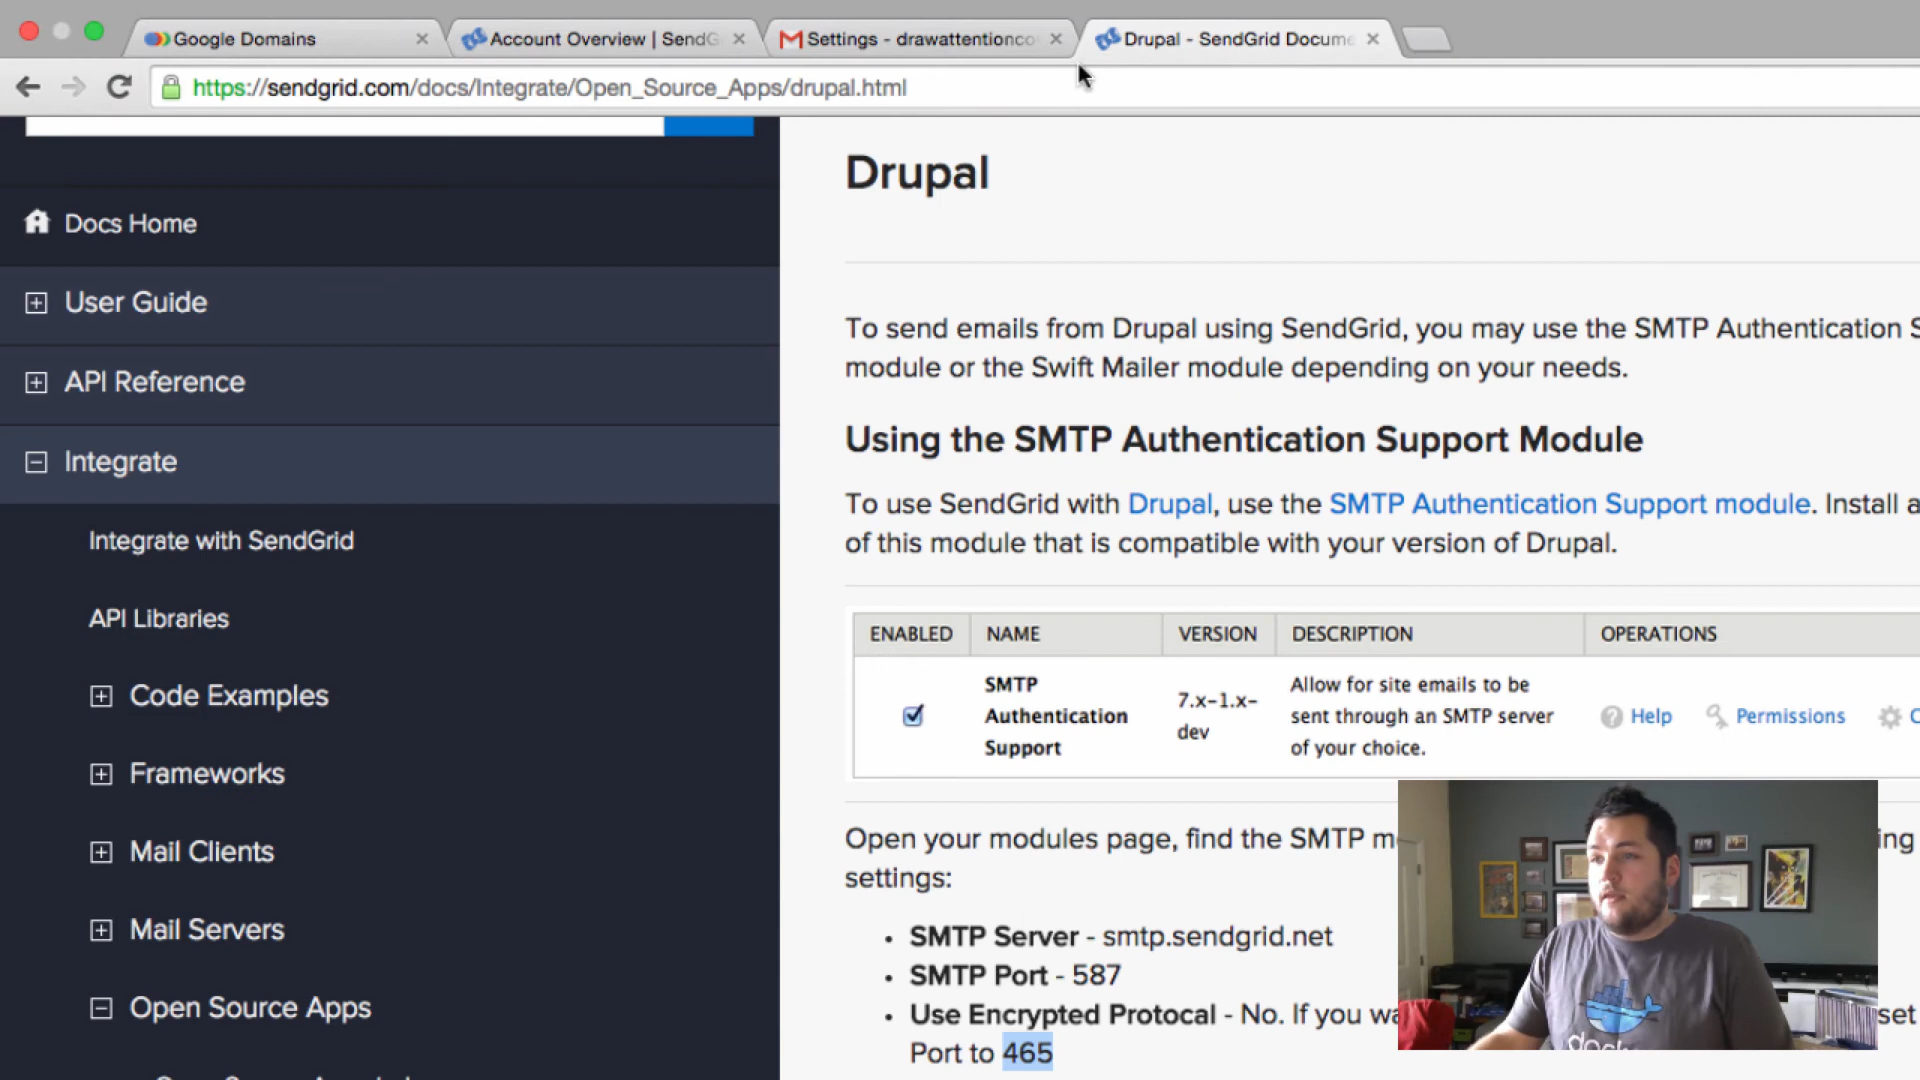 Google Domains
Account Overview | SendG
Settings - drawattentionco
Drupal - SendGrid Docume
https://sendgrid.com/docs/Integrate/Open_Source_Apps/drupal.html
Docs Home
User Guide
API Reference
Integrate
Integrate with SendGrid
API Libraries
Code Examples
Frameworks
Mail Clients
Mail Servers
Open Source Apps
Drupal
To send emails from Drupal using SendGrid, you may use the SMTP Authentication S
module or the Swift Mailer module depending on your needs.
Using the SMTP Authentication Support Module
To use SendGrid with Drupal, use the SMTP Authentication Support module. Install a
of this module that is compatible with your version of Drupal.
ENABLED NAME VERSION DESCRIPTION OPERATIONS
SMTP Authentication Support
7.x-1.x-dev
Allow for site emails to be
sent through an SMTP server
of your choice.
Help Permissions
Open your modules page, find the SMTP m ing
settings:
• SMTP Server - smtp.sendgrid.net
• SMTP Port - 587
• Use Encrypted Protocal - No. If you wa set
Port to 465